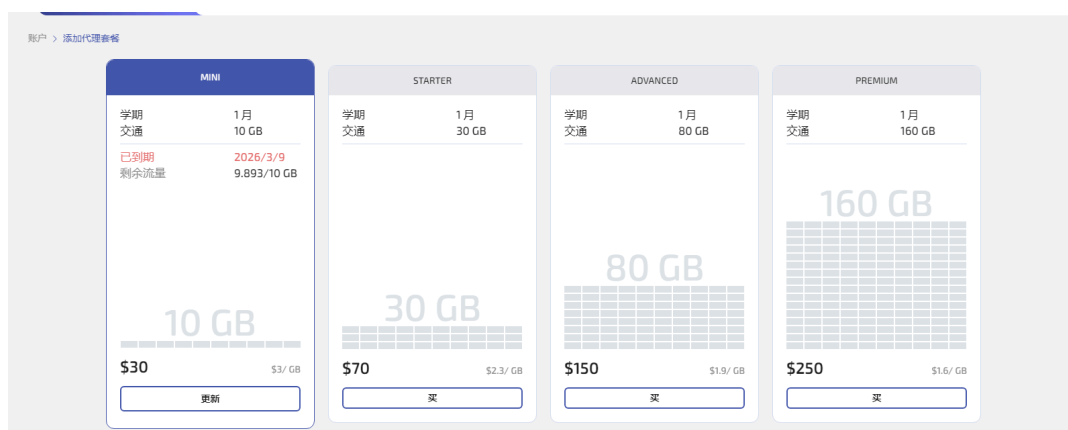 账户 > 添加代理套餐
MINI
学期 1 月
交通 10 GB
已到期 2026/3/9
剩余流量 9.893/10 GB
10 GB
$30 $3/ GB
更新
STARTER
学期 1 月
交通 30 GB
30 GB
$70 $2.3/ GB
买
ADVANCED
学期 1 月
交通 80 GB
80 GB
$150 $1.9/ GB
买
PREMIUM
学期 1 月
交通 160 GB
160 GB
$250 $1.6/ GB
买